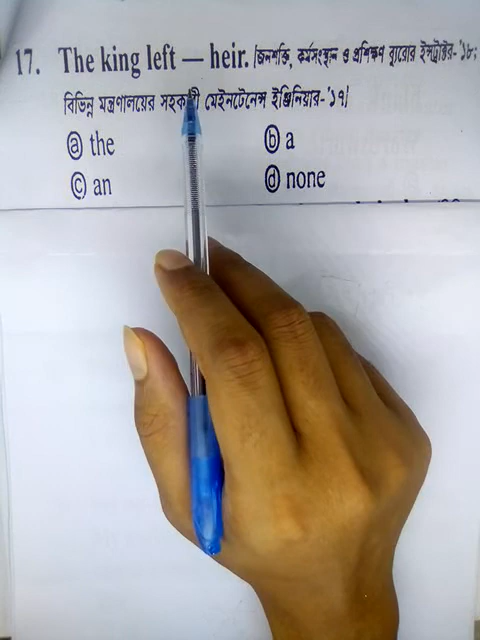 17. The king left — heir. [জনশক্তি, কর্মসংস্থান ও প্রশিক্ষণ ব্যুরোর ইন্সট্রাক্টর-'১৮;
বিভিন্ন মন্ত্রণালয়ের সহকারী মেইনটেনেন্স ইঞ্জিনিয়ার-'১৭]
ⓐ the ⓑ a
ⓒ an ⓓ none